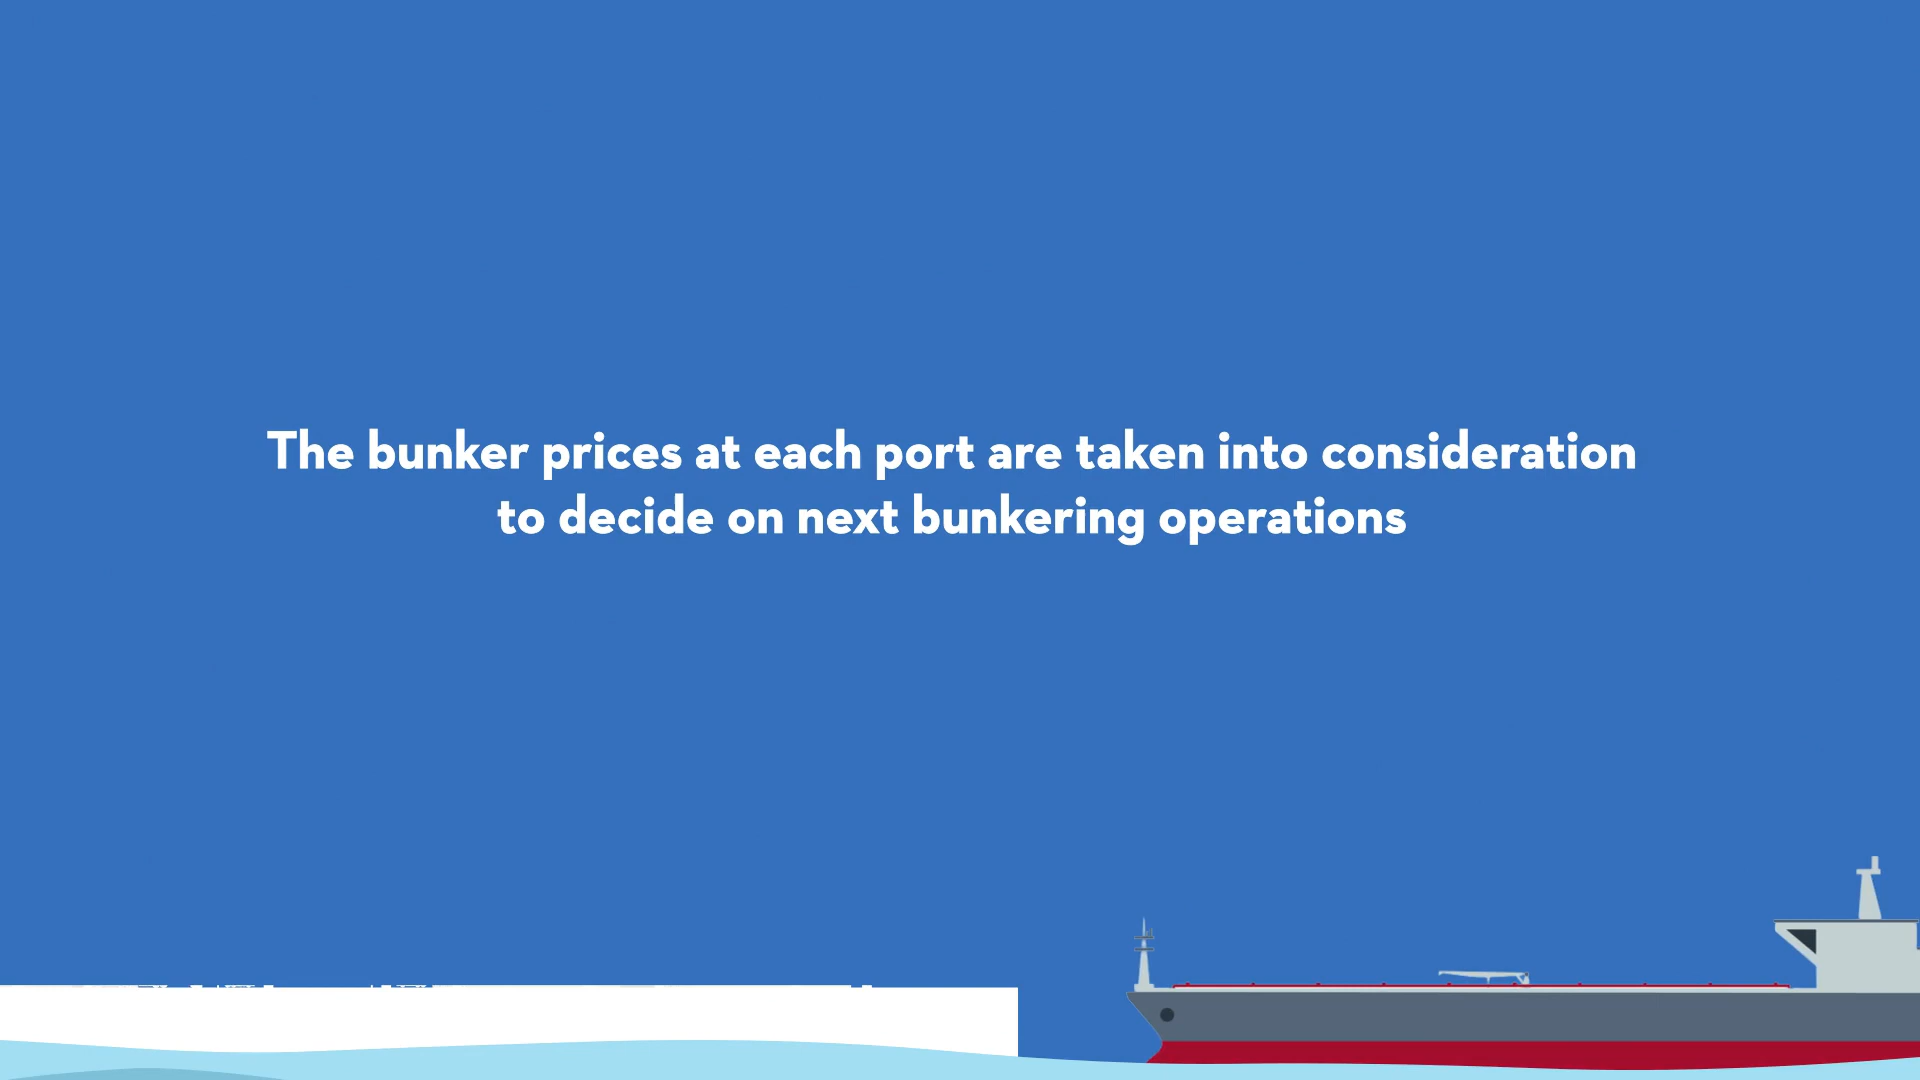 The bunker prices at each port are taken into consideration
to decide on next bunkering operations